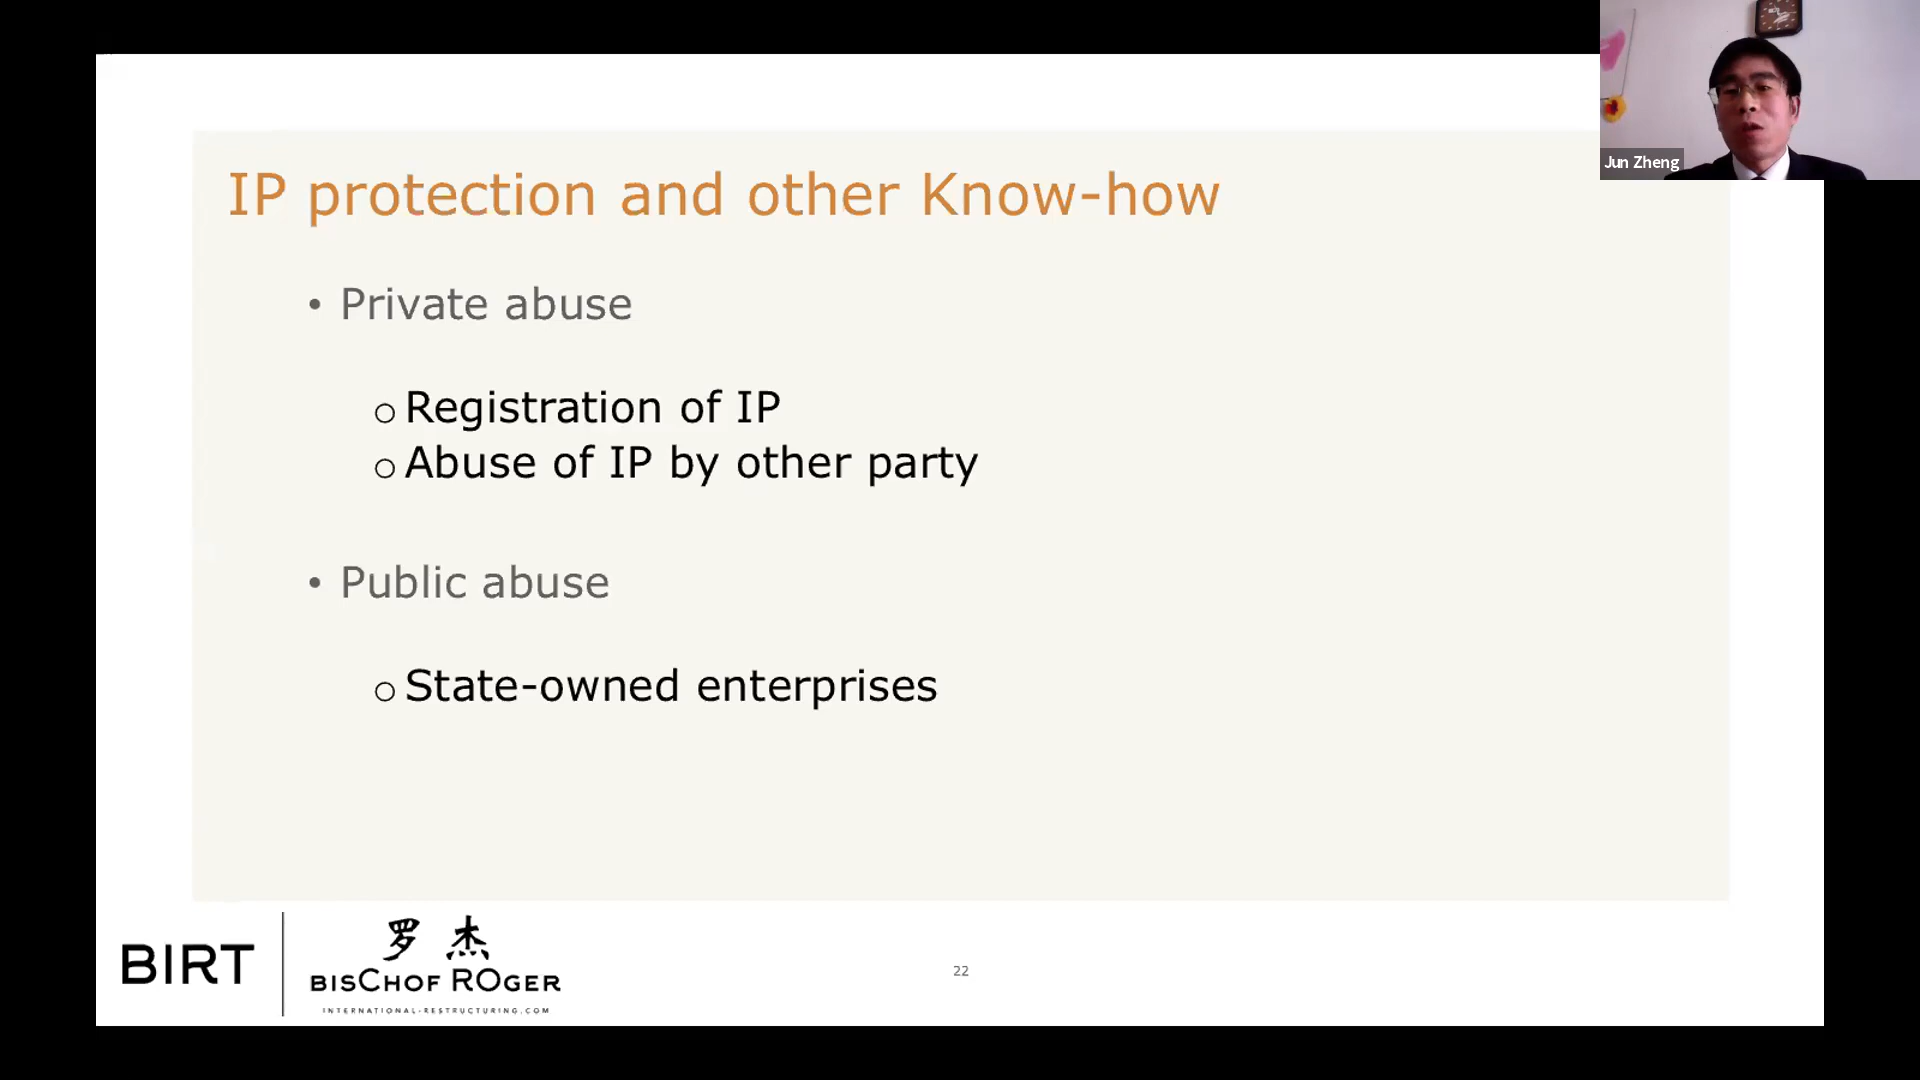 Jun Zheng
IP protection and other Know-how
• Private abuse
o Registration of IP
o Abuse of IP by other party
• Public abuse
o State-owned enterprises
BIRT
罗 杰
BISCHOF ROGER
INTERNATIONAL-RESTRUCTURING.COM
22